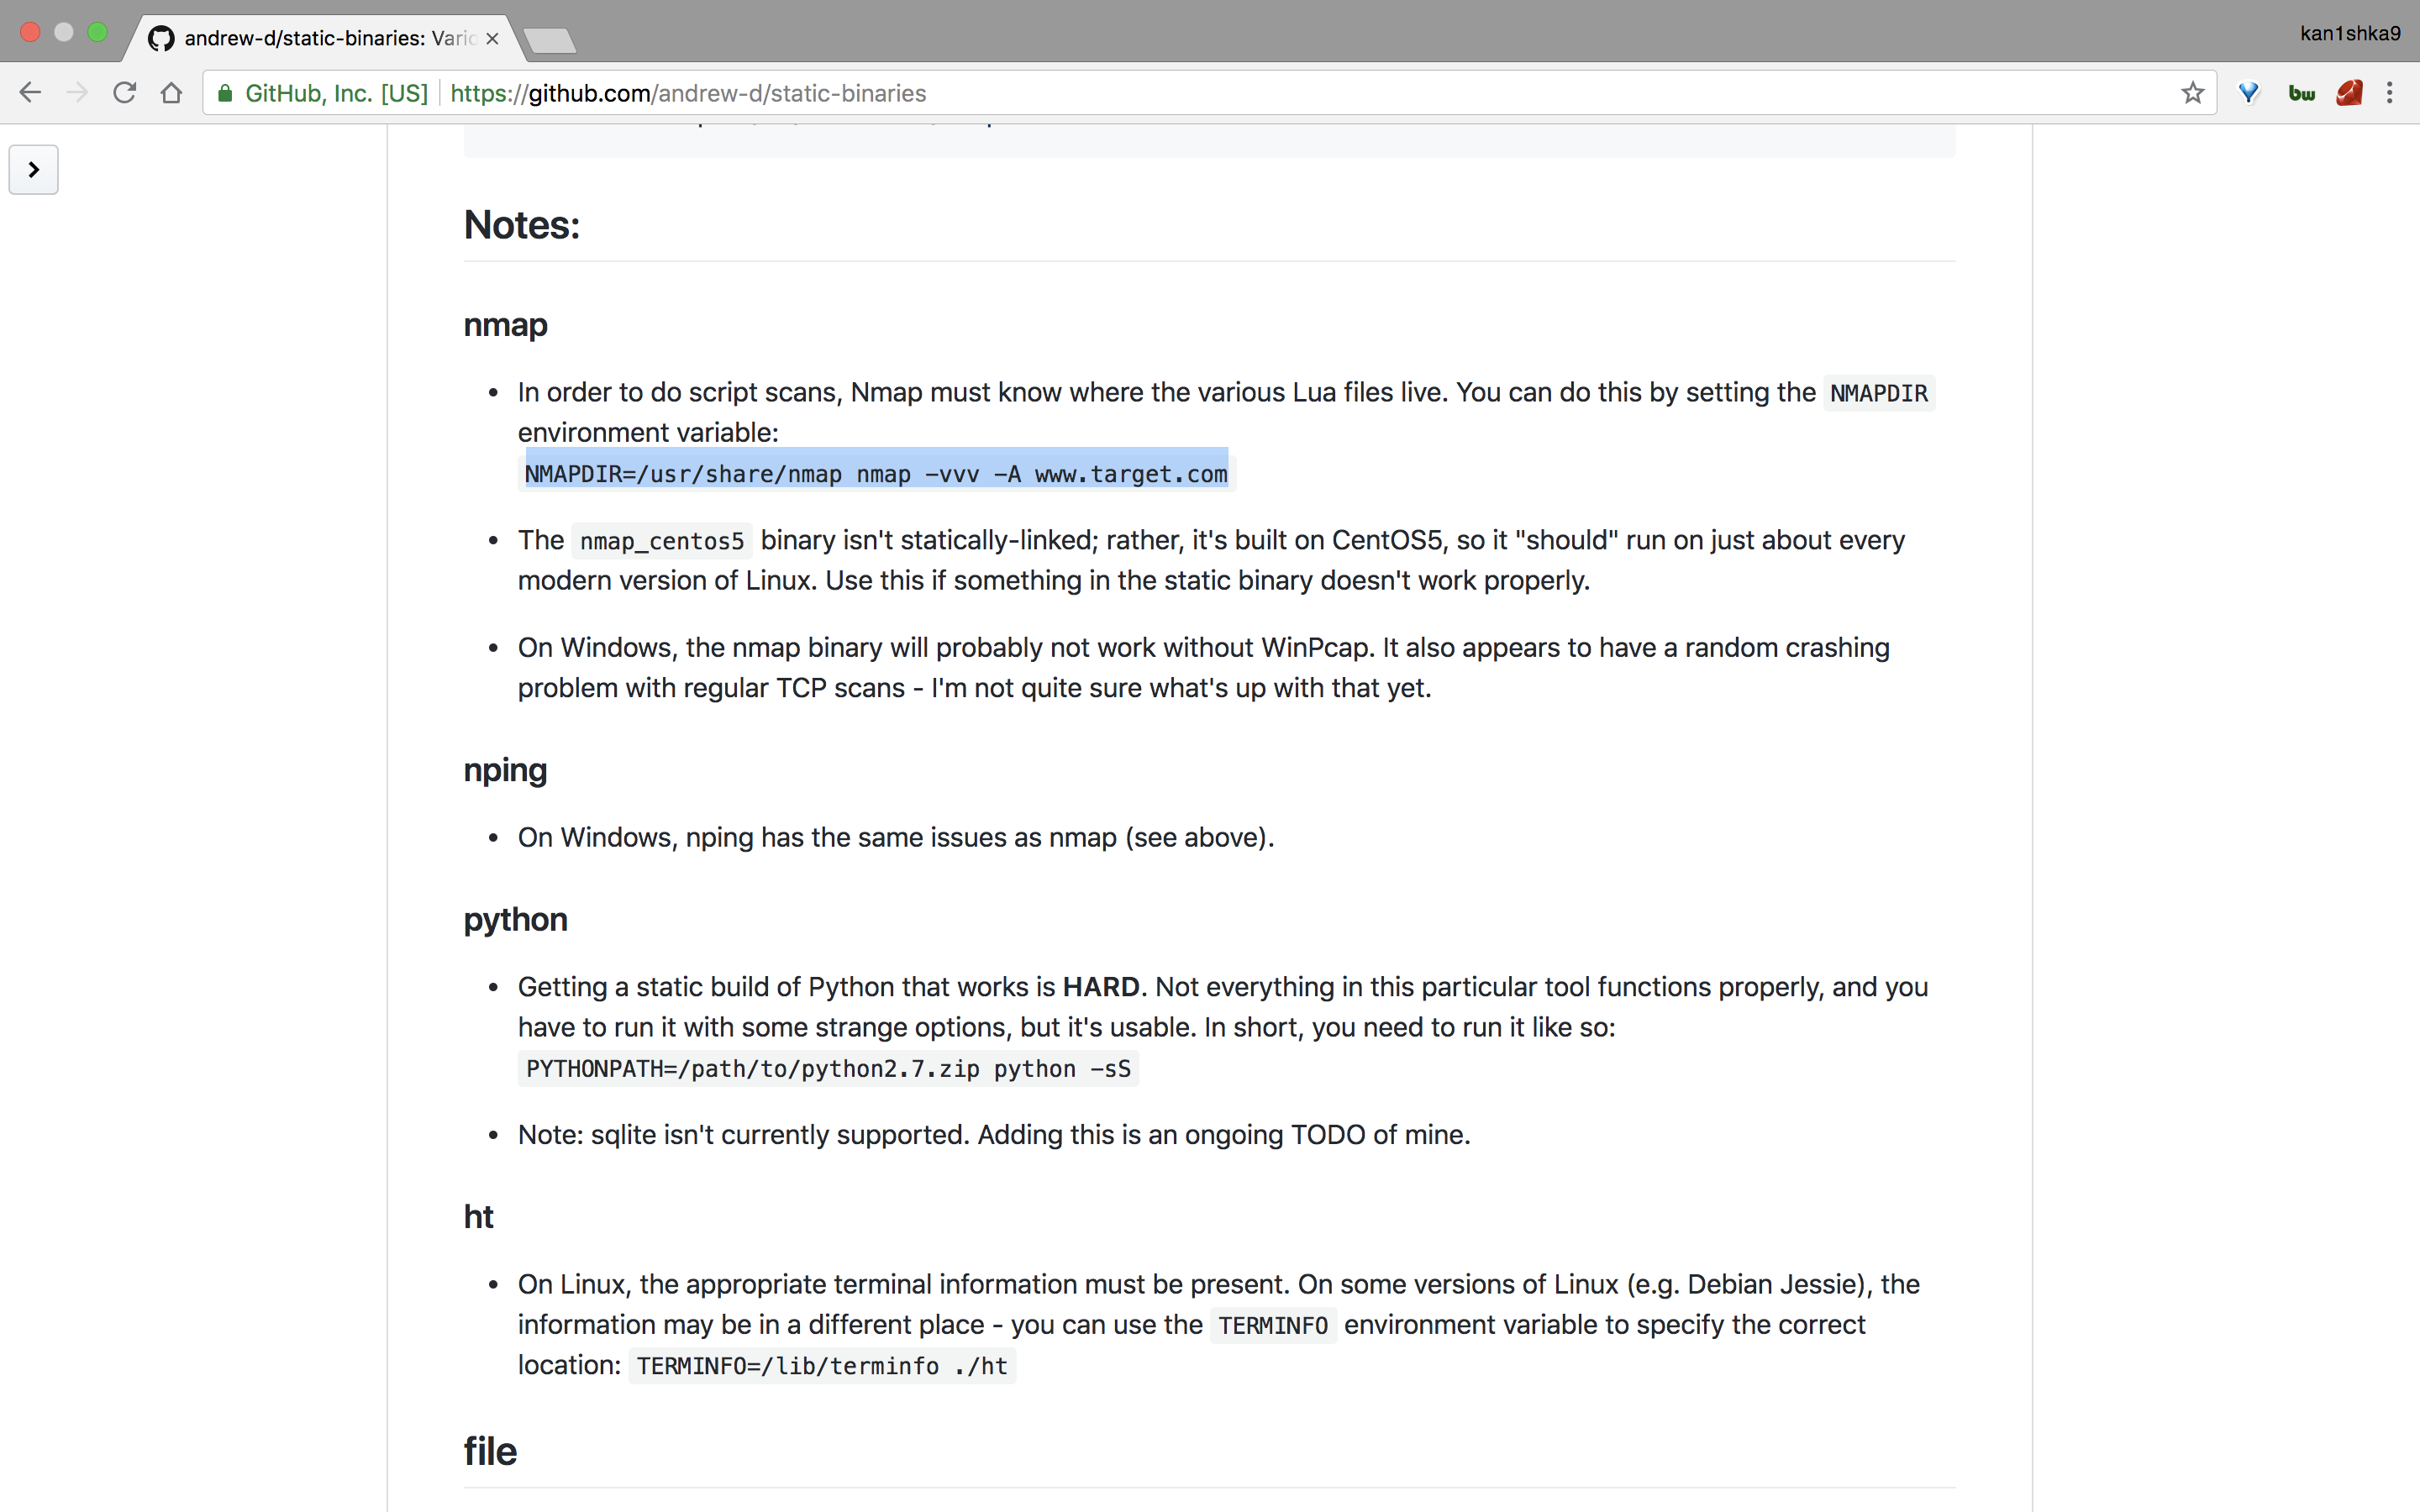 andrew-d/static-binaries: Vario
kan1shka9
GitHub, Inc. [US] https://github.com/andrew-d/static-binaries
bw
Notes:
nmap
• In order to do script scans, Nmap must know where the various Lua files live. You can do this by setting the NMAPDIR
environment variable:
NMAPDIR=/usr/share/nmap nmap -vvv -A www.target.com
• The nmap_centos5 binary isn't statically-linked; rather, it's built on CentOS5, so it "should" run on just about every
modern version of Linux. Use this if something in the static binary doesn't work properly.
• On Windows, the nmap binary will probably not work without WinPcap. It also appears to have a random crashing
problem with regular TCP scans - I'm not quite sure what's up with that yet.
nping
• On Windows, nping has the same issues as nmap (see above).
python
• Getting a static build of Python that works is HARD. Not everything in this particular tool functions properly, and you
have to run it with some strange options, but it's usable. In short, you need to run it like so:
PYTHONPATH=/path/to/python2.7.zip python -sS
• Note: sqlite isn't currently supported. Adding this is an ongoing TODO of mine.
ht
• On Linux, the appropriate terminal information must be present. On some versions of Linux (e.g. Debian Jessie), the
information may be in a different place - you can use the TERMINFO environment variable to specify the correct
location: TERMINFO=/lib/terminfo ./ht
file